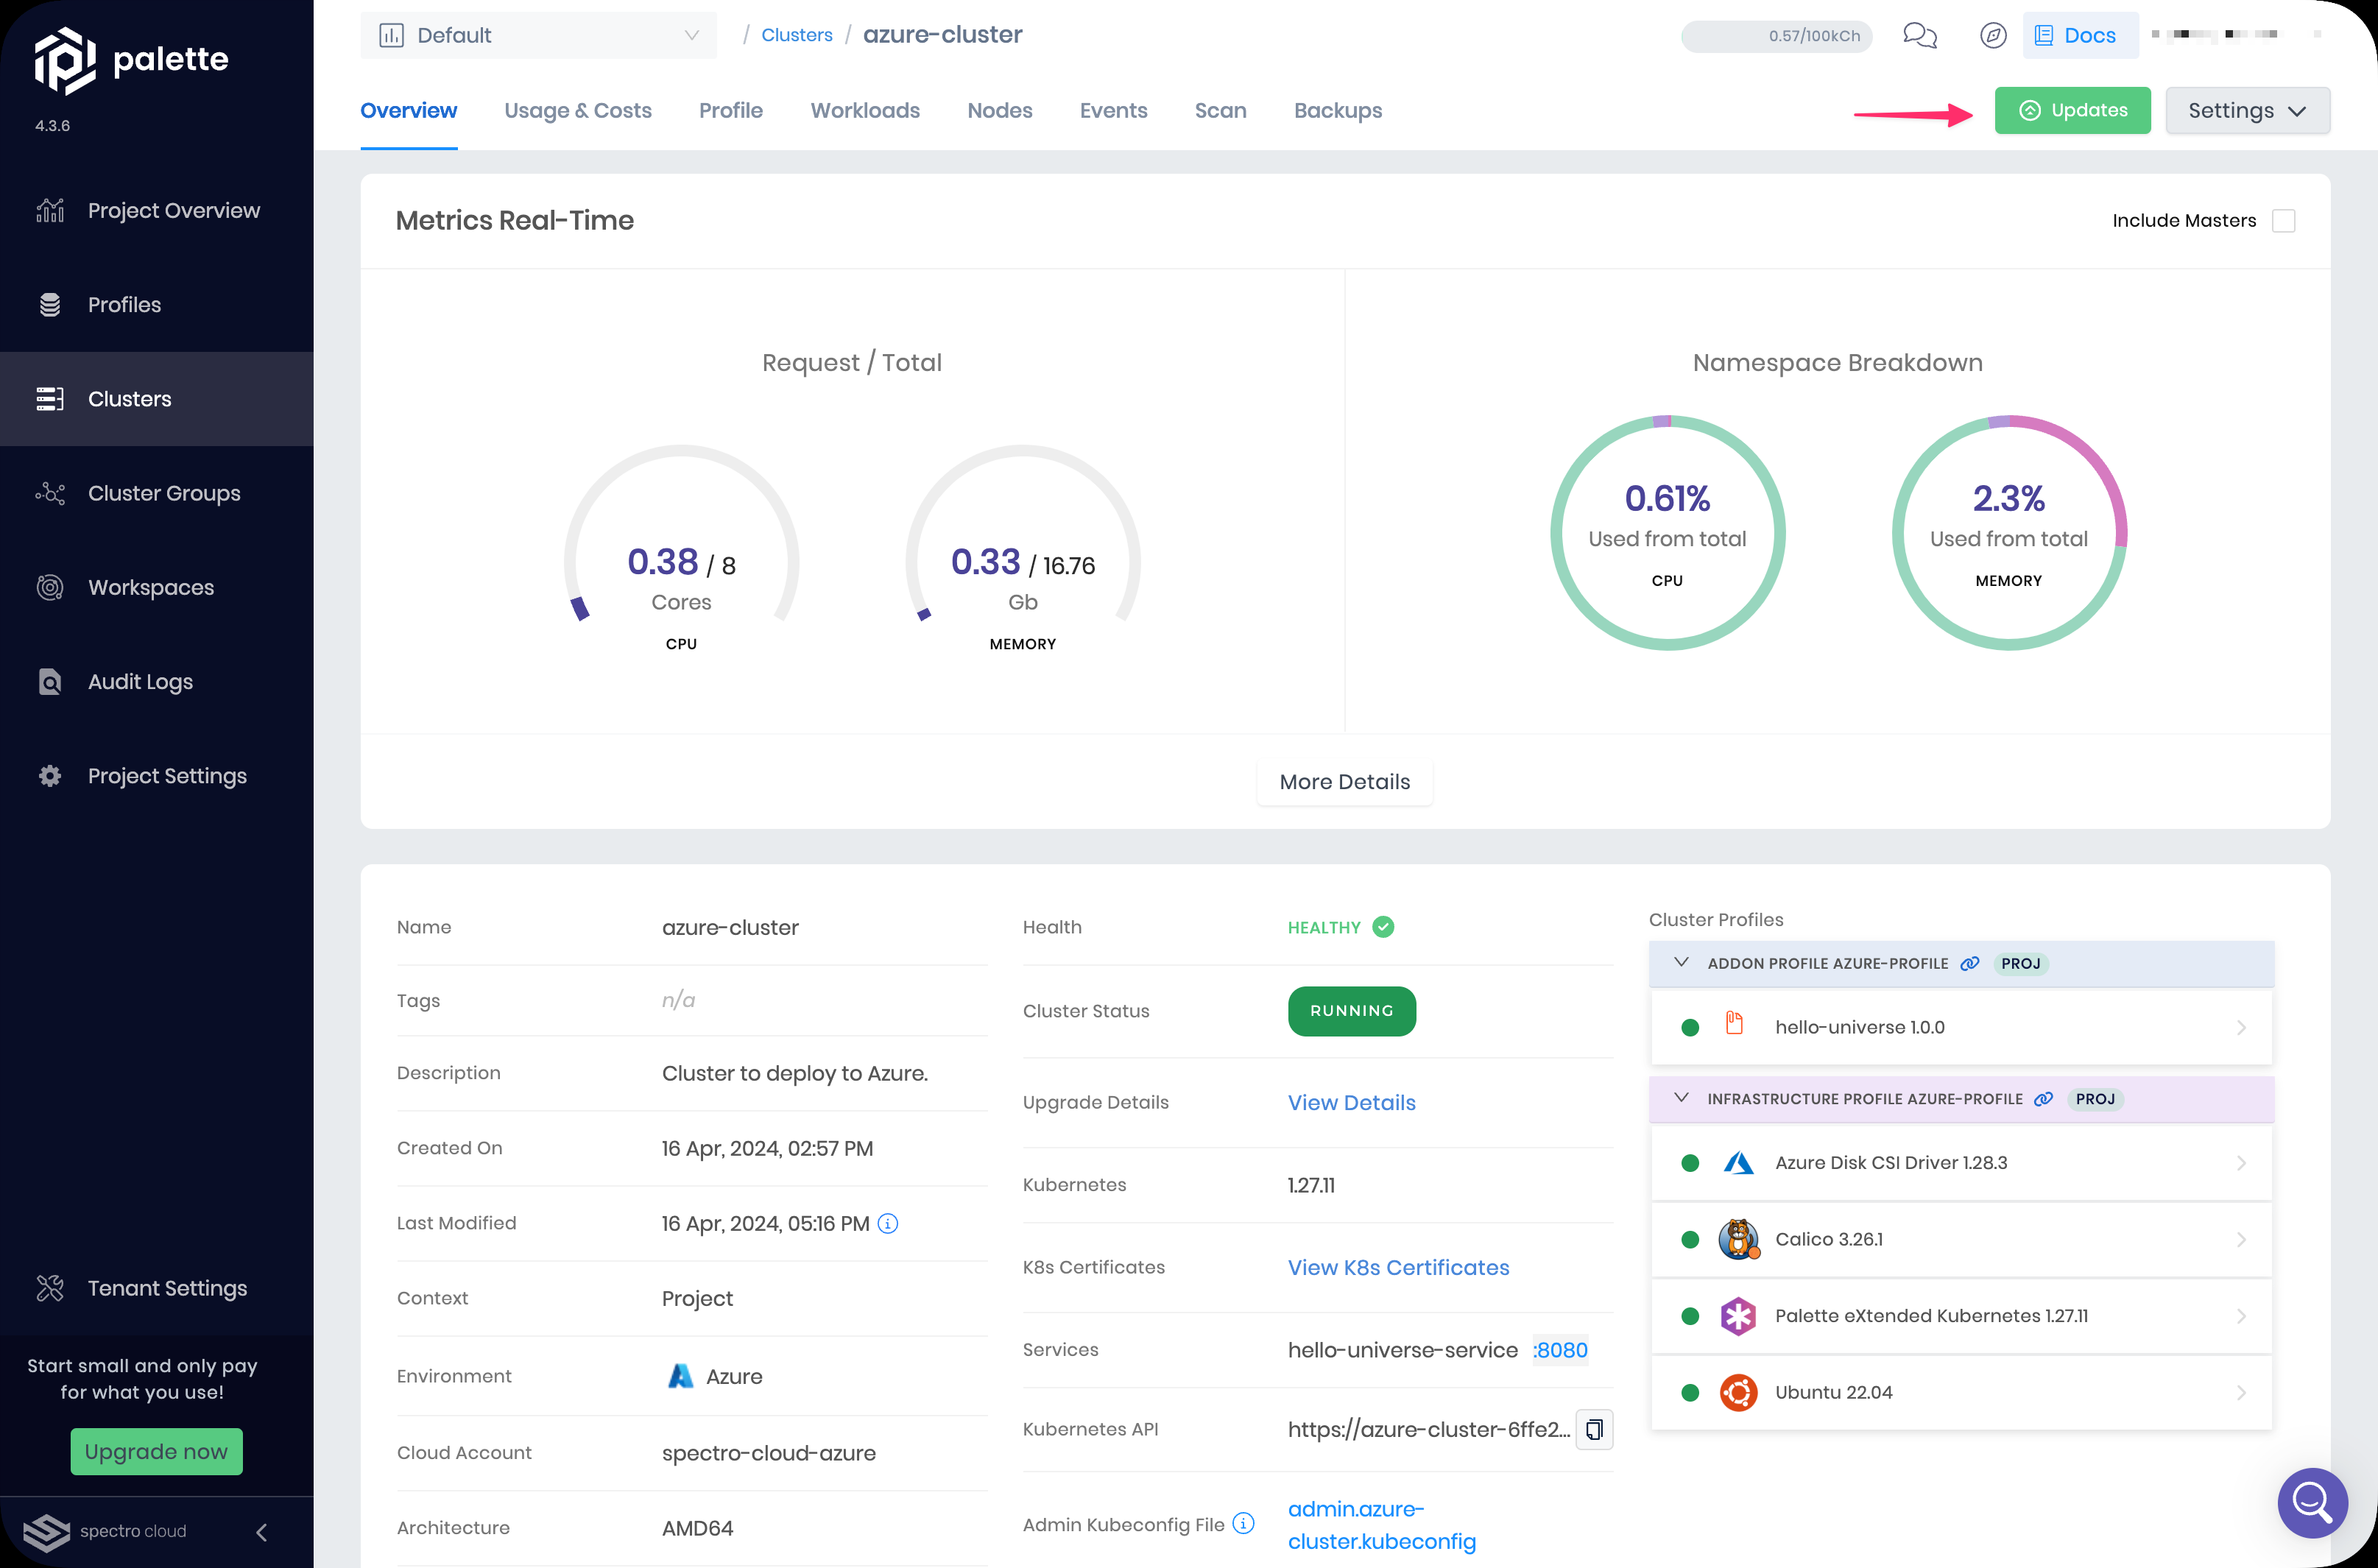 palette
4.3.6
Project Overview
Profiles
Clusters
Cluster Groups
Workspaces
Audit Logs
Project Settings
Tenant Settings
Start small and only pay
for what you use!
Upgrade now
spectro cloud
Default
/ Clusters / azure-cluster
0.57/100kCh
Docs
Overview
Usage & Costs
Profile
Workloads
Nodes
Events
Scan
Backups
Updates
Settings
Metrics Real-Time
Include Masters
Request / Total
0.38 / 8
Cores
CPU
0.33 / 16.76
Gb
MEMORY
Namespace Breakdown
0.61%
Used from total
CPU
2.3%
Used from total
MEMORY
More Details
Name azure-cluster
Tags n/a
Description Cluster to deploy to Azure.
Created On 16 Apr, 2024, 02:57 PM
Last Modified 16 Apr, 2024, 05:16 PM
Context Project
Environment Azure
Cloud Account spectro-cloud-azure
Architecture AMD64
Health HEALTHY
Cluster Status RUNNING
Upgrade Details View Details
Kubernetes 1.27.11
K8s Certificates View K8s Certificates
Services hello-universe-service :8080
Kubernetes API https://azure-cluster-6ffe2...
Admin Kubeconfig File admin.azure-
cluster.kubeconfig
Cluster Profiles
ADDON PROFILE AZURE-PROFILE PROJ
hello-universe 1.0.0
INFRASTRUCTURE PROFILE AZURE-PROFILE PROJ
Azure Disk CSI Driver 1.28.3
Calico 3.26.1
Palette eXtended Kubernetes 1.27.11
Ubuntu 22.04